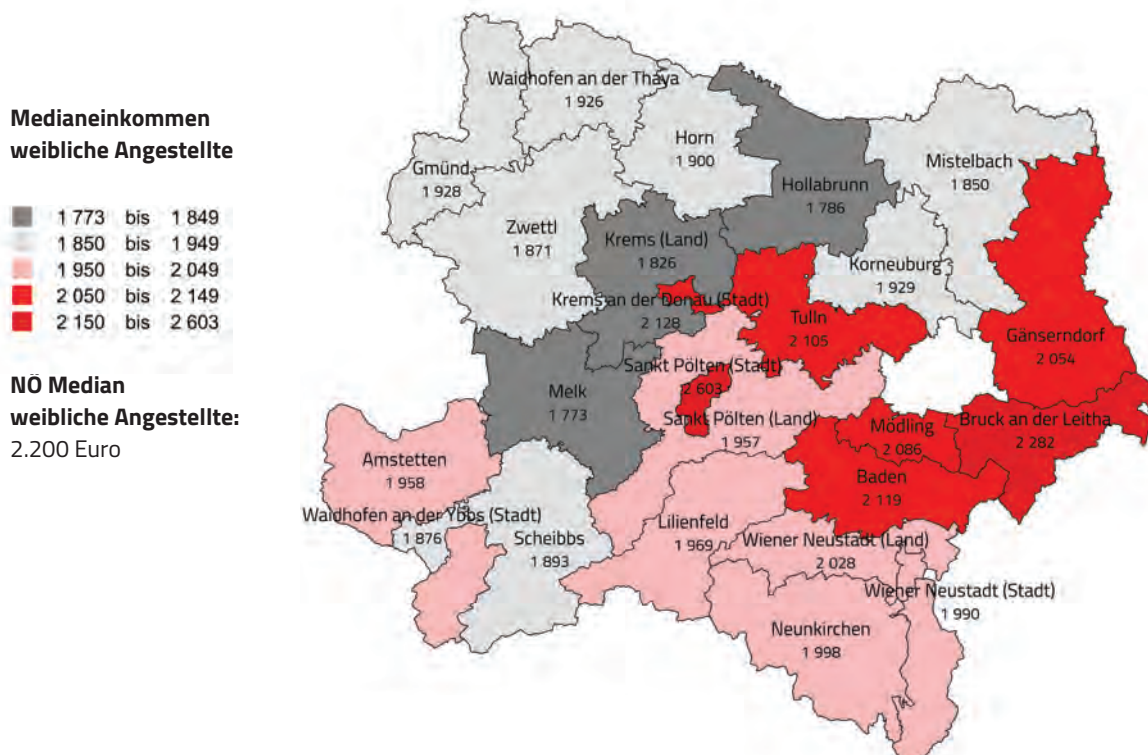 Medianeinkommen
weibliche Angestellte
1 773 bis 1 849
1 850 bis 1 949
1 950 bis 2 049
2 050 bis 2 149
2 150 bis 2 603
NÖ Median
weibliche Angestellte:
2.200 Euro
Waidhofen an der Thaya
1 926
Horn
1 900
Gmünd
1 928
Mistelbach
1 850
Hollabrunn
1 786
Zwettl
1 871
Krems (Land)
1 826
Korneuburg
1 929
Krems an der Donau (Stadt)
2 128
Tulln
2 105
Gänserndorf
2 054
Sankt Pölten (Stadt)
2 603
Melk
1 773
Sankt Pölten (Land)
1 957
Mödling
2 086
Bruck an der Leitha
2 282
Amstetten
1 958
Baden
2 119
Waidhofen an der Ybbs (Stadt)
1 876
Scheibbs
1 893
Lilienfeld
1 969
Wiener Neustadt (Land)
2 028
Wiener Neustadt (Stadt)
1 990
Neunkirchen
1 998